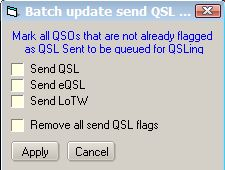 Batch update send QSL ...
Mark all QSOs that are not already flagged
as QSL Sent to be queued for QSLing
Send QSL
Send eQSL
Send LoTW
Remove all send QSL flags
Apply Cancel